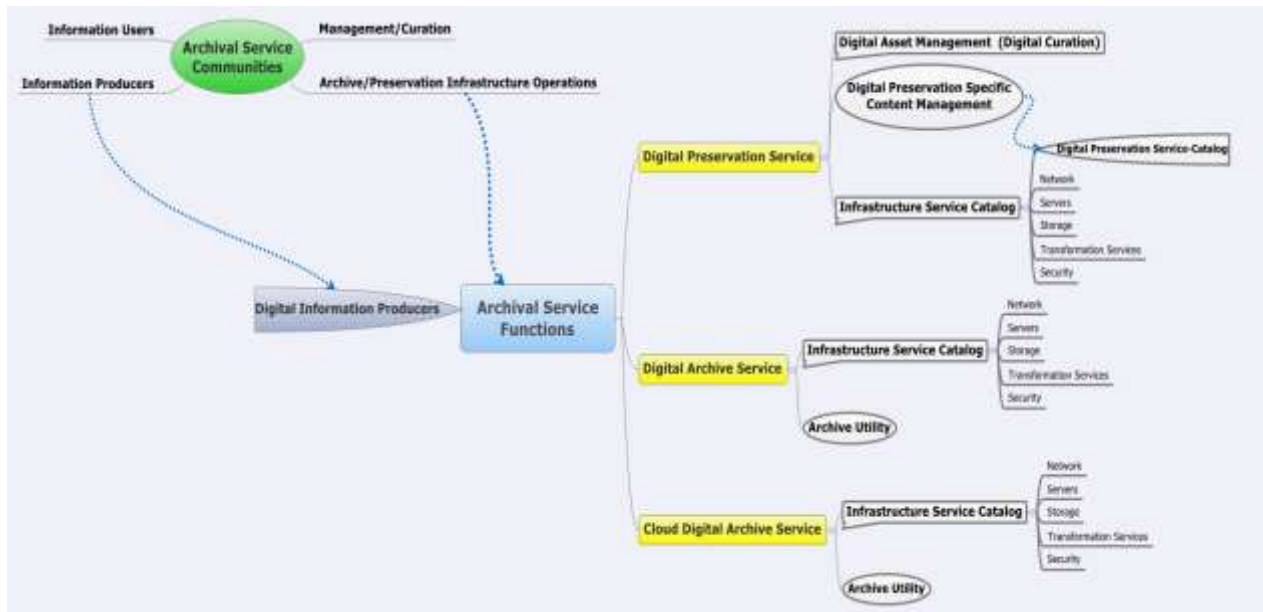 Information Users
Archival Service
Communities
Management/Curation
Information Producers
Archive/Preservation Infrastructure Operations
Digital Asset Management (Digital Curation)
Digital Preservation Specific
Content Management
Digital Preservation Service
Digital Preservation Service-Catalog
Infrastructure Service Catalog
Network
Servers
Storage
Transformation Services
Security
Digital Information Producers
Archival Service
Functions
Digital Archive Service
Infrastructure Service Catalog
Network
Servers
Storage
Transformation Services
Security
Archive Utility
Cloud Digital Archive Service
Infrastructure Service Catalog
Network
Servers
Storage
Transformation Services
Security
Archive Utility